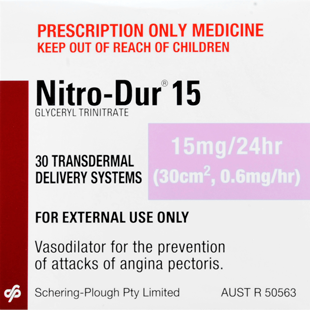 PRESCRIPTION ONLY MEDICINE
KEEP OUT OF REACH OF CHILDREN
Nitro-Dur® 15
GLYCERYL TRINITRATE
15mg/24hr
(30cm², 0.6mg/hr)
30 TRANSDERMAL
DELIVERY SYSTEMS
FOR EXTERNAL USE ONLY
Vasodilator for the prevention
of attacks of angina pectoris.
Schering-Plough Pty Limited AUST R 50563